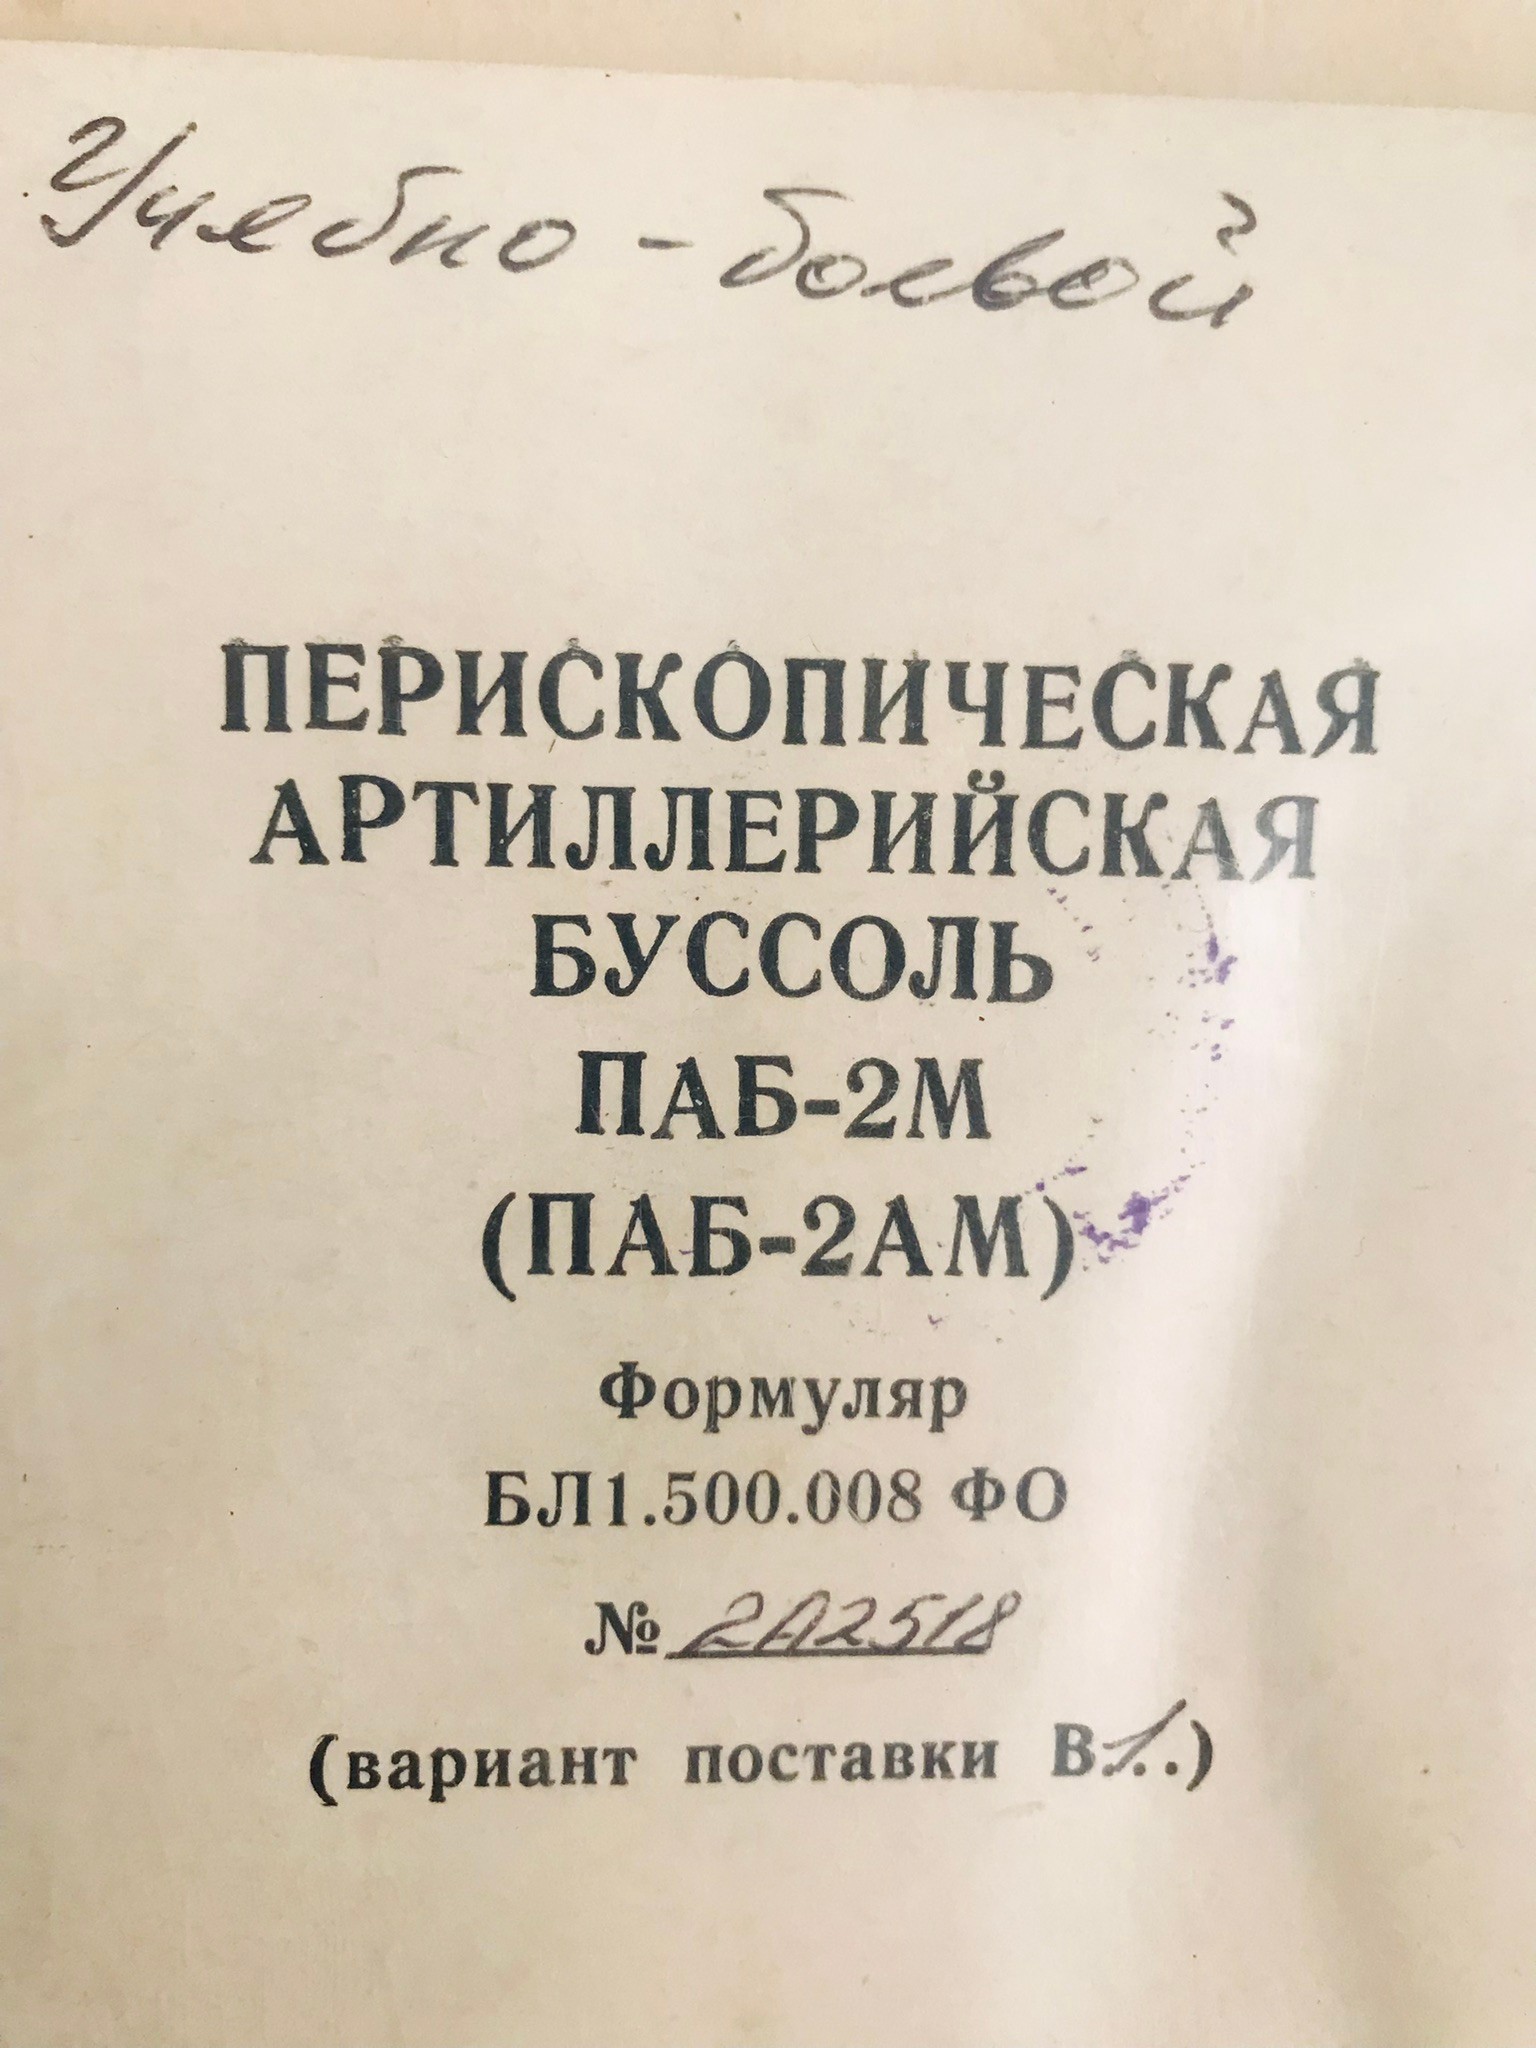 Учебно-боевой
ПЕРИСКОПИЧЕСКАЯ
АРТИЛЛЕРИЙСКАЯ
БУССОЛЬ
ПАБ-2М
(ПАБ-2АМ)
Формуляр
БЛ1.500.008 ФО
№ 2А2518
(вариант поставки В1.)